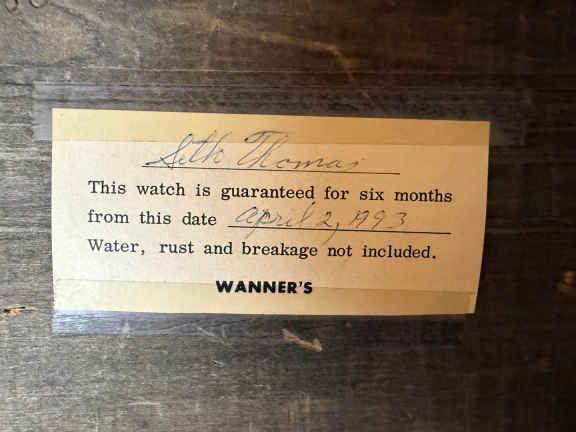 Seth Thomas
This watch is guaranteed for six months
from this date April 2, 1993
Water, rust and breakage not included.
WANNER'S